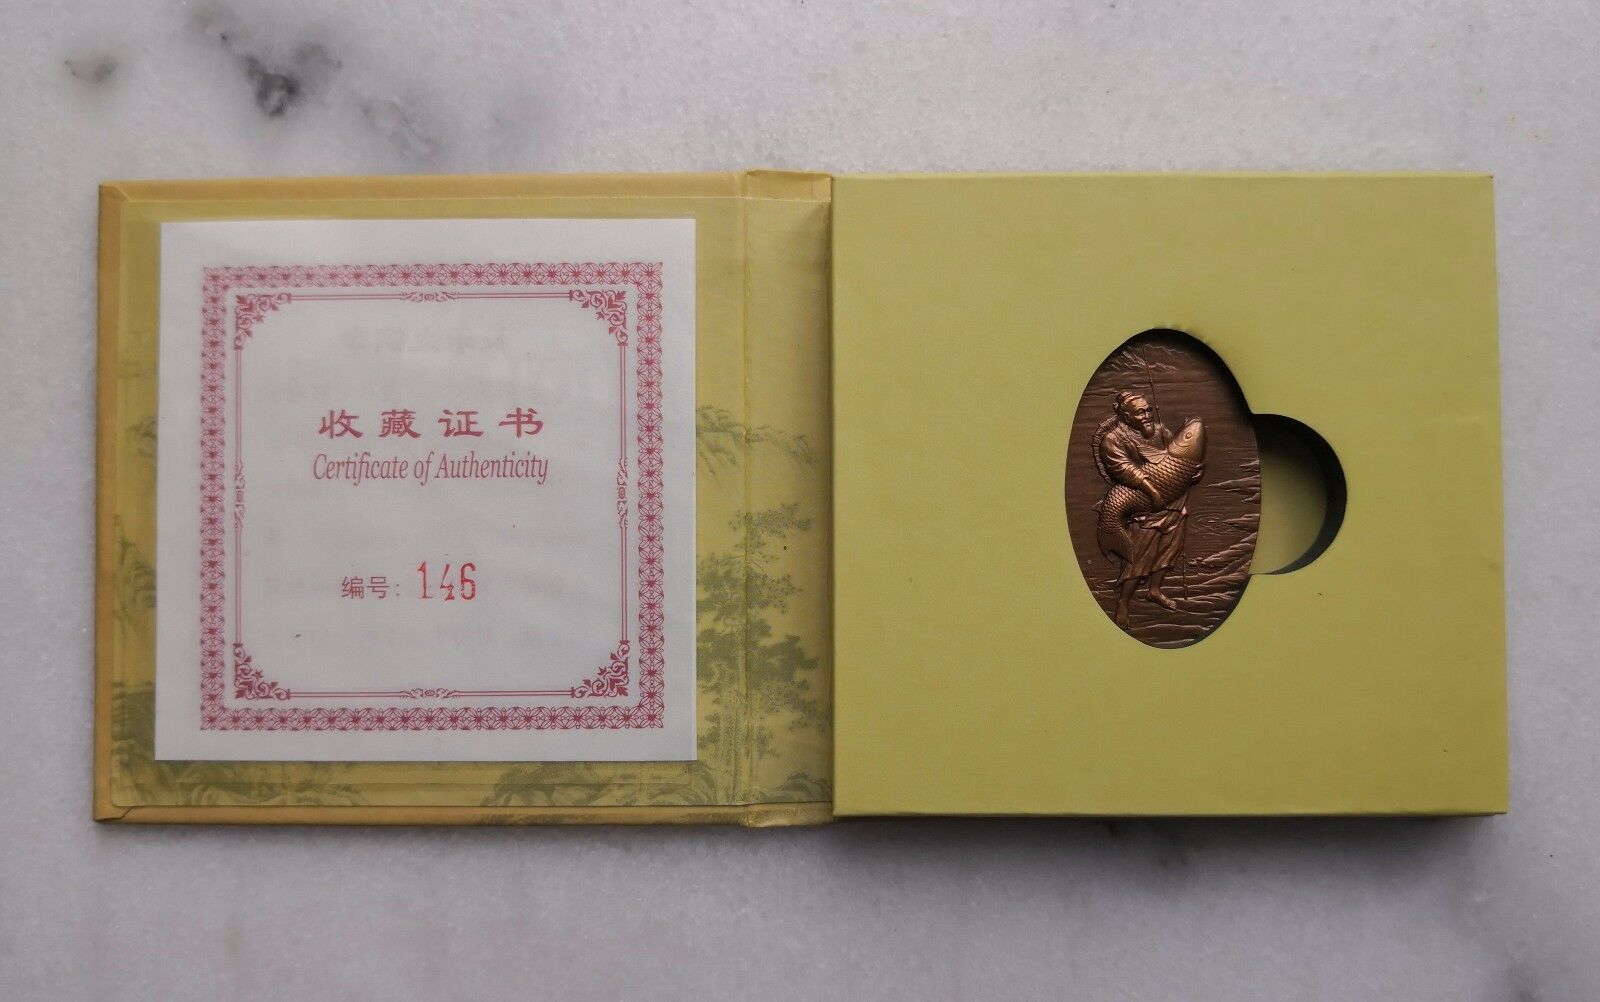 收藏证书
Certificate of Authenticity
编号: 146